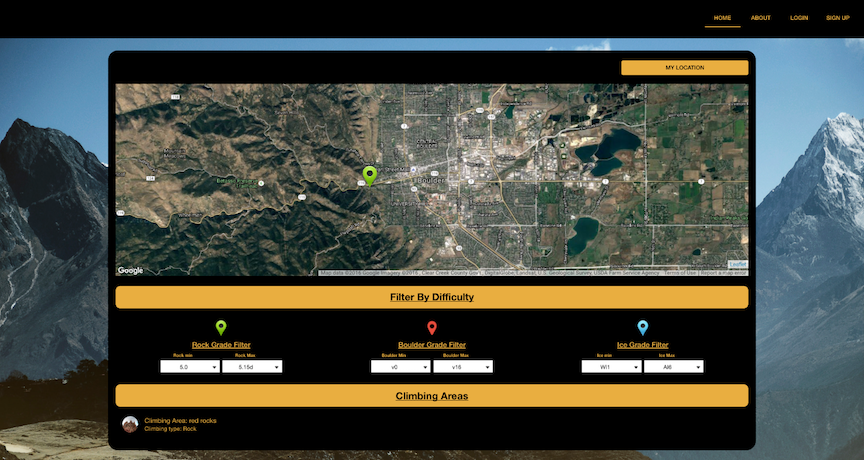 HOME ABOUT LOGIN SIGN UP
MY LOCATION
Boulder
Google
Leaflet
Map data ©2016 Google Imagery ©2016 , Clear Creek County Gov't, DigitalGlobe, Landsat, U.S. Geological Survey, USDA Farm Service Agency Terms of Use | Report a map error
Filter By Difficulty
Rock Grade Filter Boulder Grade Filter Ice Grade Filter
Rock min Rock Max Boulder Min Boulder Max Ice min Ice Max
5.0 5.15d v0 v16 Wi1 AI6
Climbing Areas
Climbing Area: red rocks
Climbing type: Rock